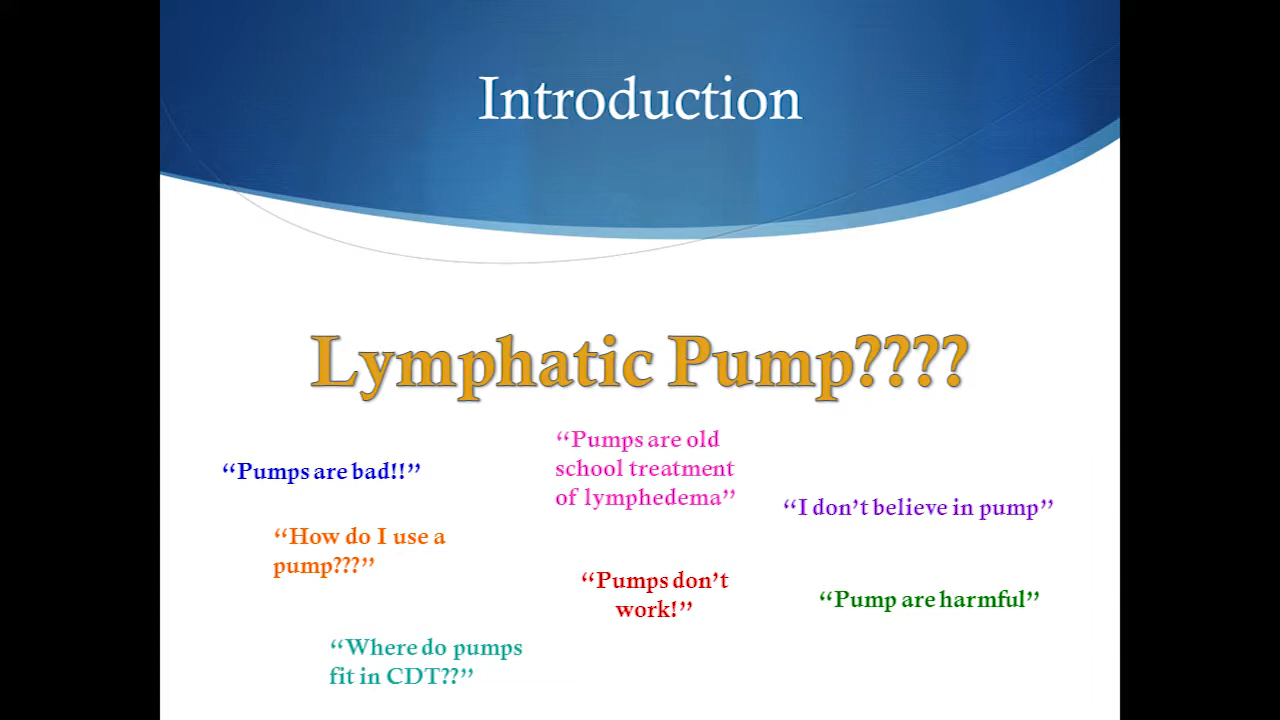 Introduction
Lymphatic Pump????
“Pumps are old
school treatment
of lymphedema”
“Pumps are bad!!”
“I don’t believe in pump”
“How do I use a
pump???”
“Pumps don’t
work!”
“Pump are harmful”
“Where do pumps
fit in CDT??”